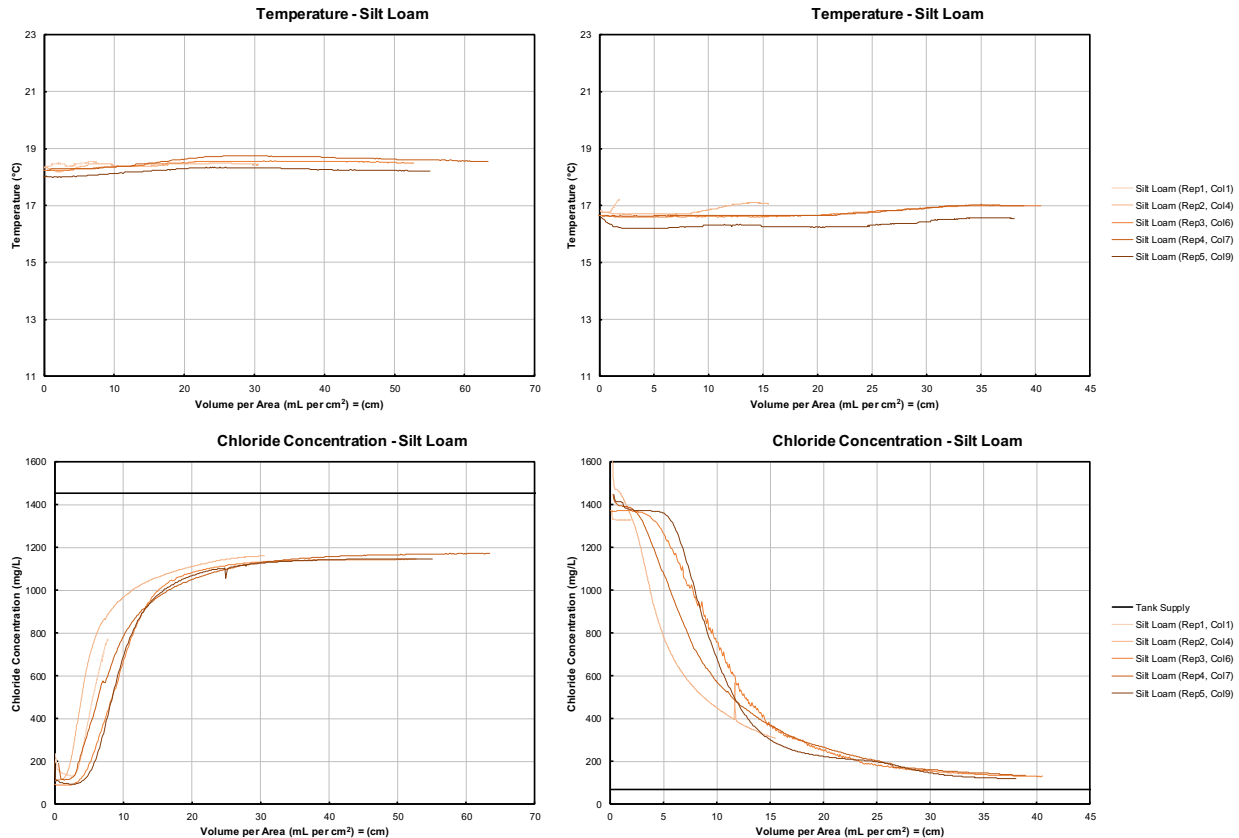 Temperature - Silt Loam
23
21
19
17
15
13
11
Temperature (°C)
0 10 20 30 40 50 60 70
Volume per Area (mL per cm²) = (cm)
Temperature - Silt Loam
23
21
19
17
15
13
11
Temperature (°C)
0 5 10 15 20 25 30 35 40 45
Volume per Area (mL per cm²) = (cm)
Silt Loam (Rep1, Col1)
Silt Loam (Rep2, Col4)
Silt Loam (Rep3, Col6)
Silt Loam (Rep4, Col7)
Silt Loam (Rep5, Col9)
Chloride Concentration - Silt Loam
1600
1400
1200
1000
800
600
400
200
0
Chloride Concentration (mg/L)
0 10 20 30 40 50 60 70
Volume per Area (mL per cm²) = (cm)
Chloride Concentration - Silt Loam
1600
1400
1200
1000
800
600
400
200
0
Chloride Concentration (mg/L)
0 5 10 15 20 25 30 35 40 45
Volume per Area (mL per cm²) = (cm)
Tank Supply
Silt Loam (Rep1, Col1)
Silt Loam (Rep2, Col4)
Silt Loam (Rep3, Col6)
Silt Loam (Rep4, Col7)
Silt Loam (Rep5, Col9)